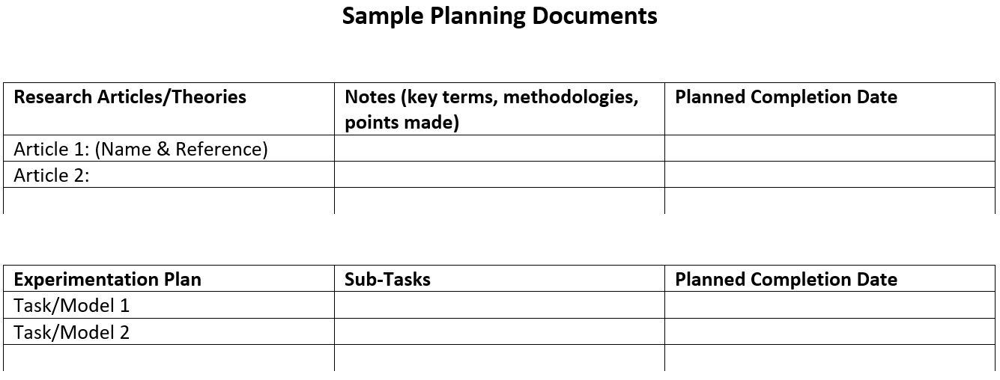 Sample Planning Documents
Research Articles/Theories
Notes (key terms, methodologies,
points made)
Planned Completion Date
Article 1: (Name & Reference)
Article 2:
Experimentation Plan
Sub-Tasks
Planned Completion Date
Task/Model 1
Task/Model 2